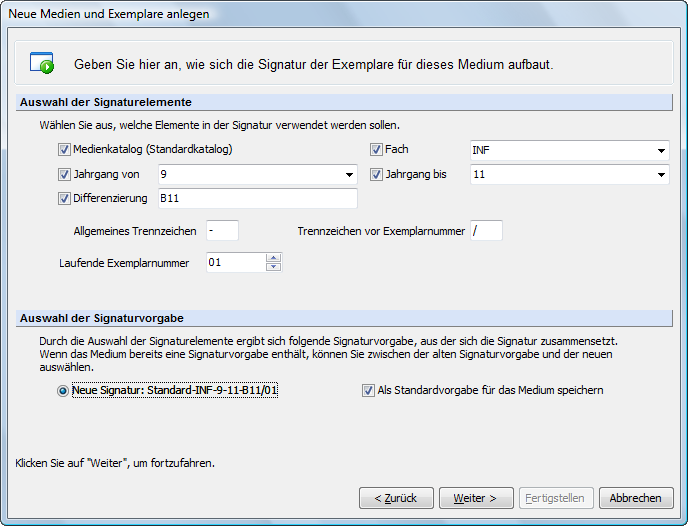 Neue Medien und Exemplare anlegen
Geben Sie hier an, wie sich die Signatur der Exemplare für dieses Medium aufbaut.
Auswahl der Signaturelemente
Wählen Sie aus, welche Elemente in der Signatur verwendet werden sollen.
Medienkatalog (Standardkatalog) Fach INF
Jahrgang von 9 Jahrgang bis 11
Differenzierung B11
Allgemeines Trennzeichen - Trennzeichen vor Exemplarnummer /
Laufende Exemplarnummer 01
Auswahl der Signaturvorgabe
Durch die Auswahl der Signaturelemente ergibt sich folgende Signaturvorgabe, aus der sich die Signatur zusammensetzt.
Wenn das Medium bereits eine Signaturvorgabe enthält, können Sie zwischen der alten Signaturvorgabe und der neuen
auswählen.
Neue Signatur: Standard-INF-9-11-B11/01 Als Standardvorgabe für das Medium speichern
Klicken Sie auf "Weiter", um fortzufahren.
< Zurück Weiter > Fertigstellen Abbrechen